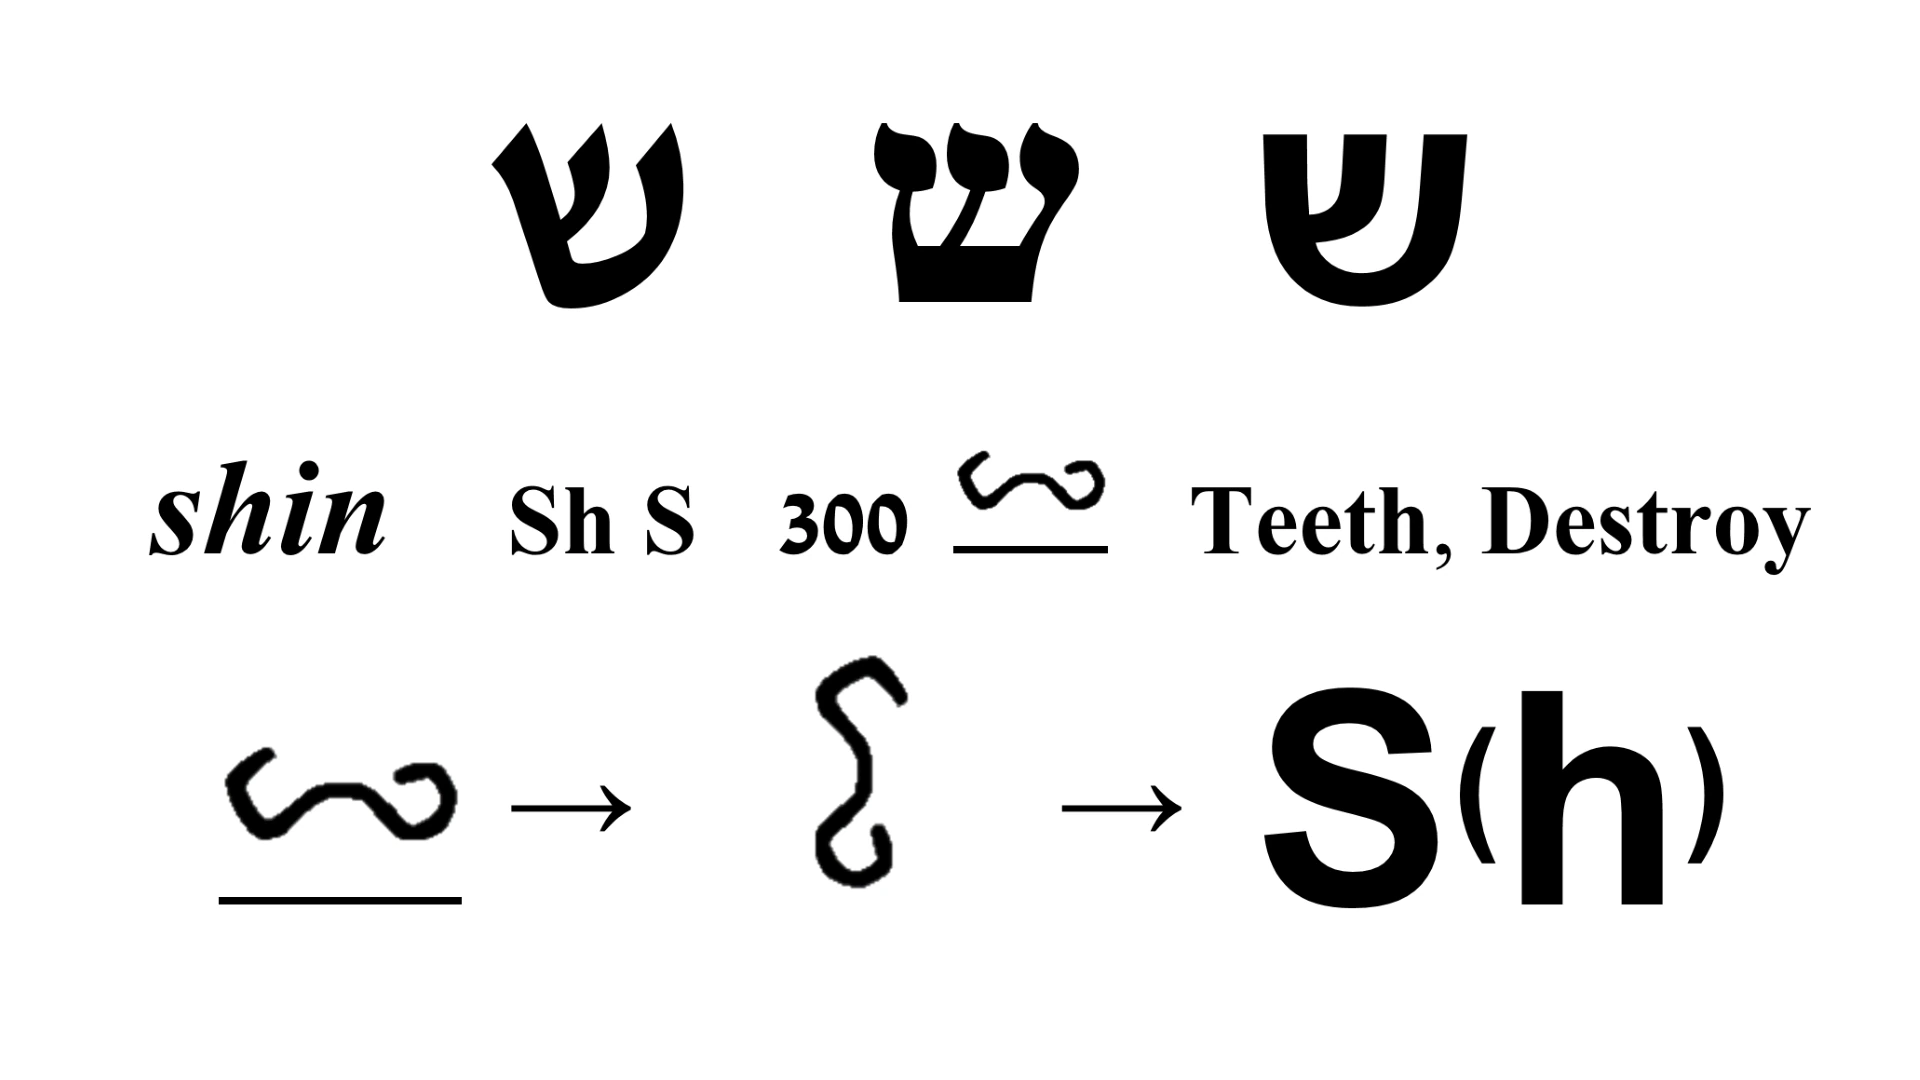 ש ש ש
shin Sh S 300 Teeth, Destroy
→ → S(h)